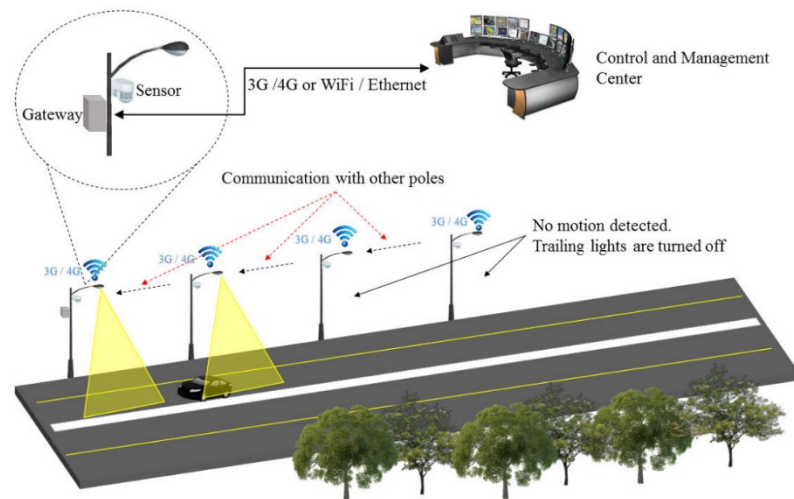 Sensor
Gateway
3G /4G or WiFi / Ethernet
Control and Management
Center
Communication with other poles
No motion detected.
Trailing lights are turned off
3G / 4G
3G / 4G
3G / 4G
3G / 4G